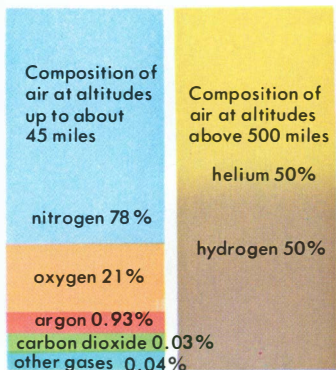 Composition of
air at altitudes
up to about
45 miles
nitrogen 78%
oxygen 21%
argon 0.93%
carbon dioxide 0.03%
other gases 0.04%
Composition of
air at altitudes
above 500 miles
helium 50%
hydrogen 50%